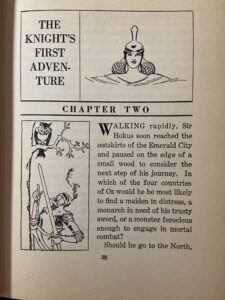 THE
KNIGHT'S
FIRST
ADVEN-
TURE
CHAPTER TWO
WALKING rapidly, Sir
Hokus soon reached the
outskirts of the Emerald City
and paused on the edge of a
small wood to consider the
next step of his journey. In
which of the four countries
of Oz would he be most likely
to find a maiden in distress, a
monarch in need of his trusty
sword, or a monster ferocious
enough to engage in mortal
combat?
Should he go to the North,
29